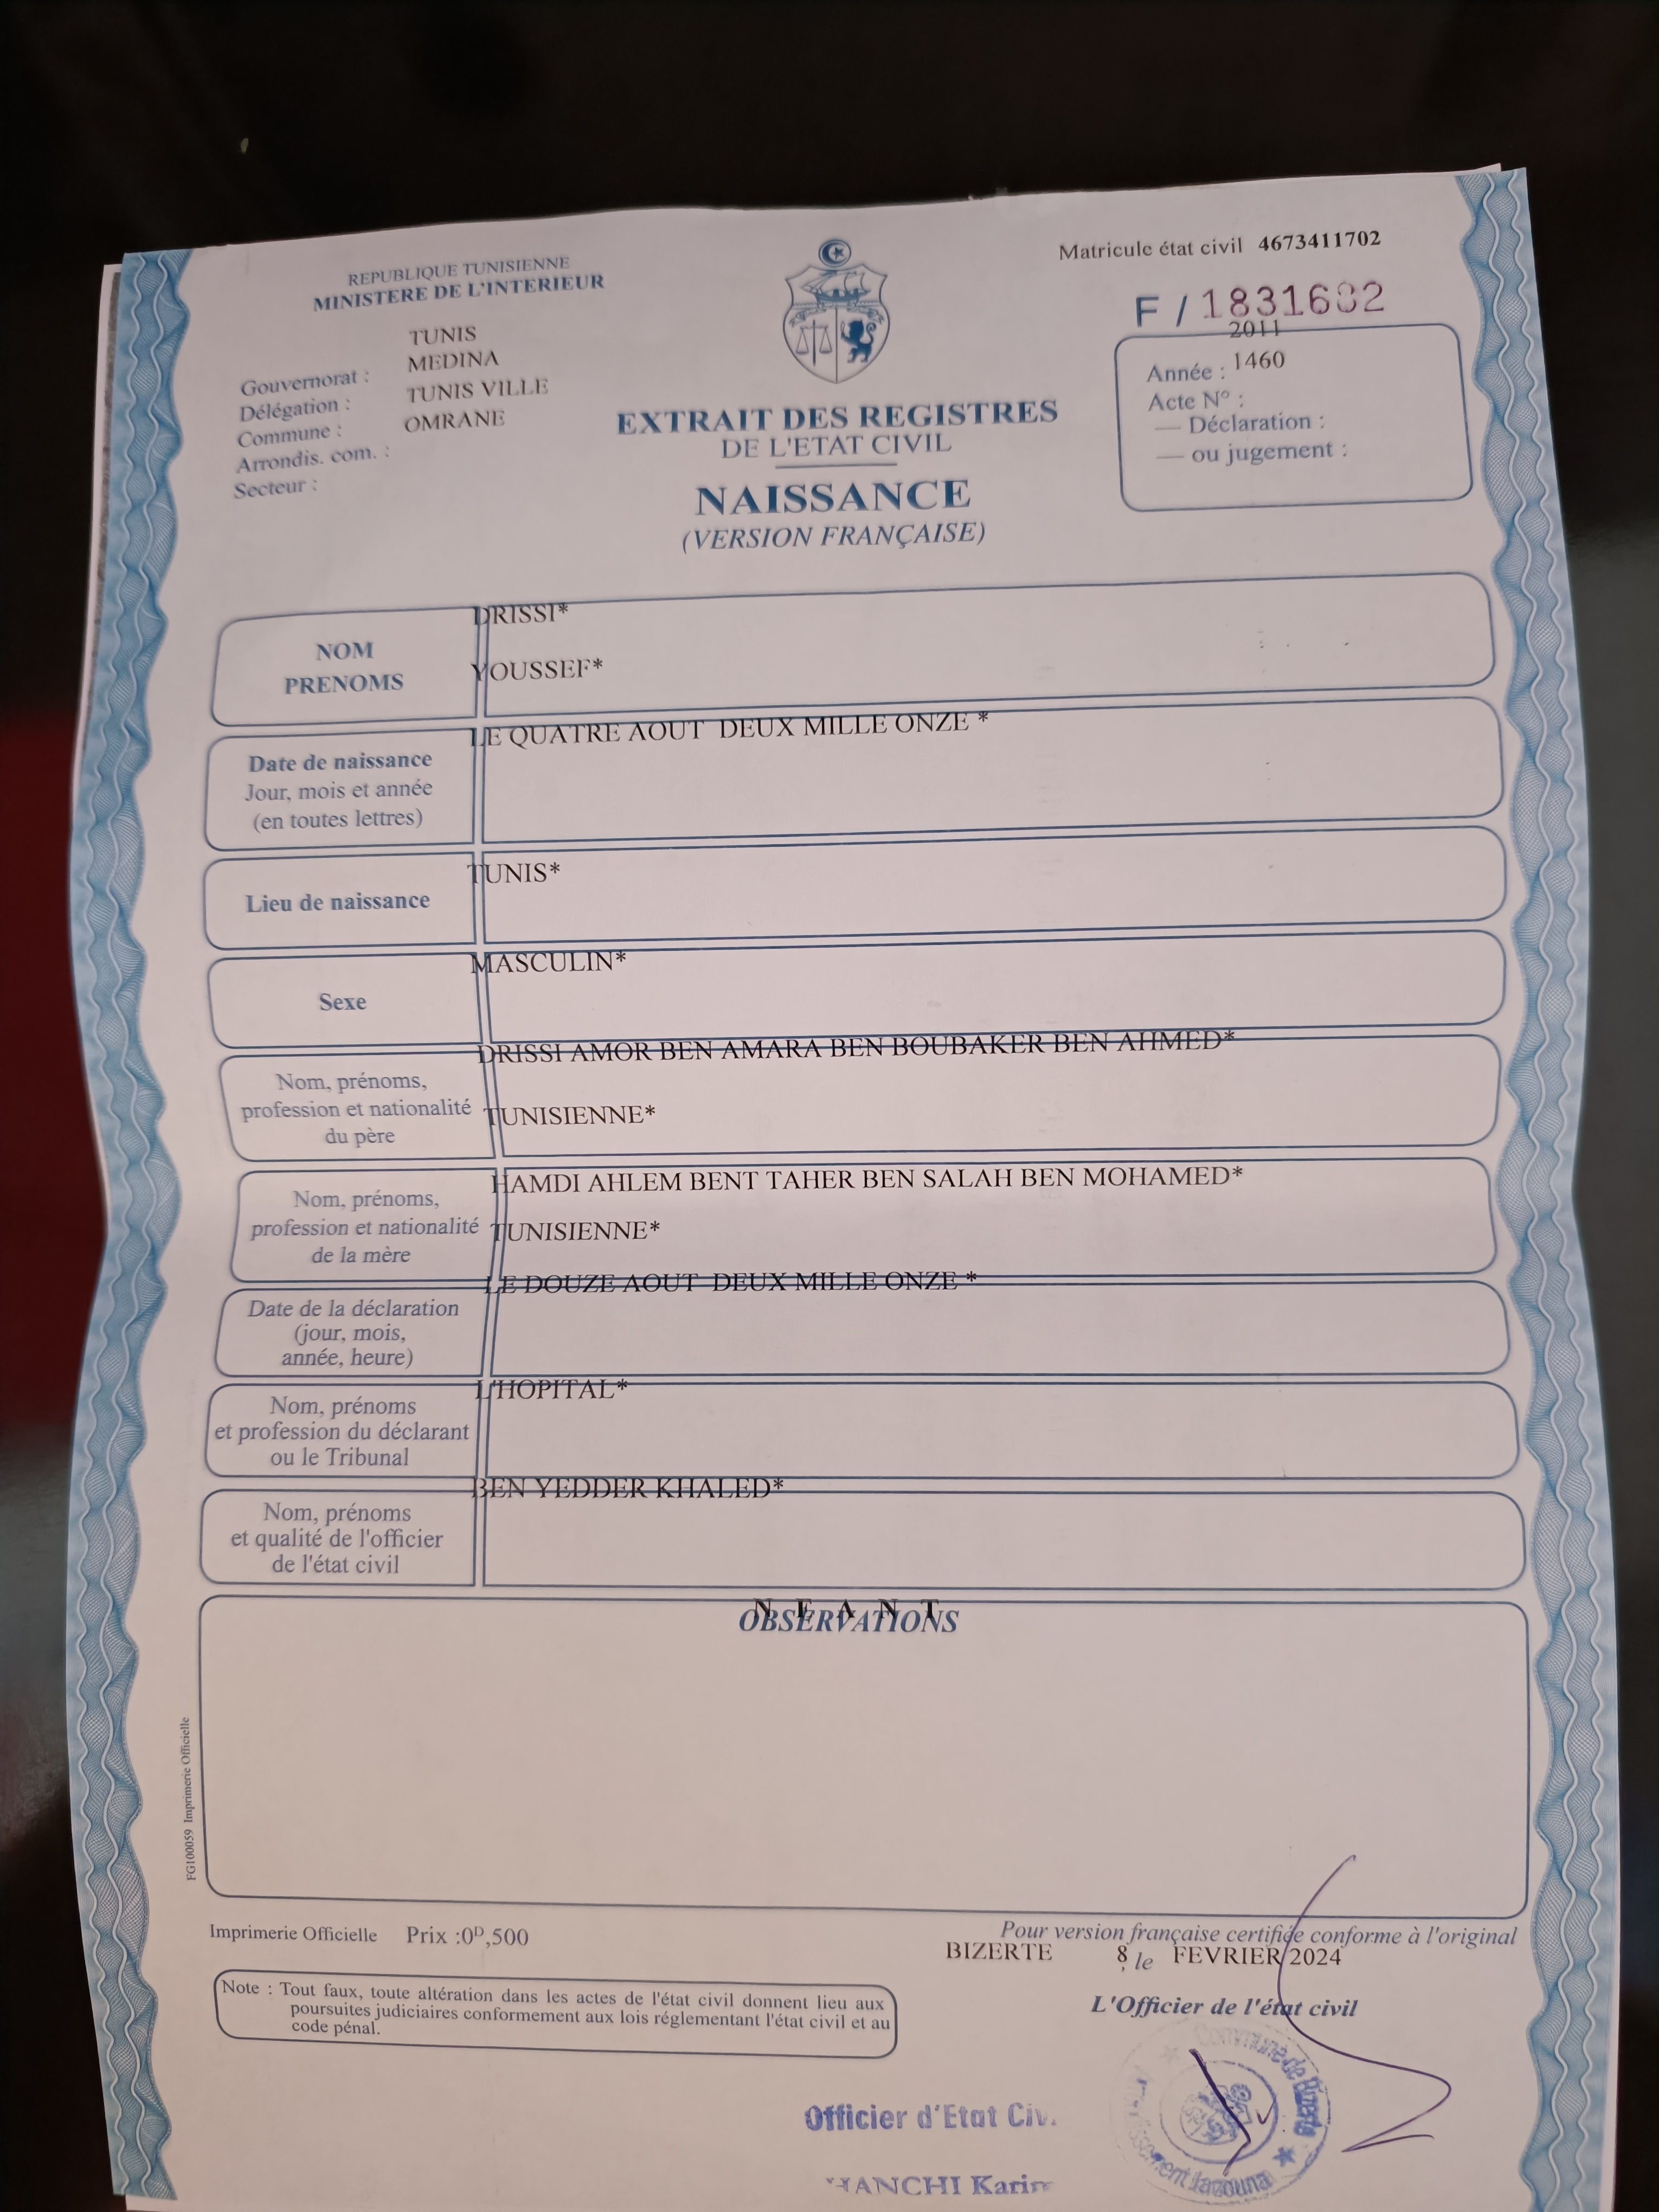 REPUBLIQUE TUNISIENNE
MINISTERE DE L'INTERIEUR
Matricule état civil 4673411702
F / 1831602
TUNIS
MEDINA
TUNIS VILLE
OMRANE
Gouvernorat :
Délégation :
Commune :
Arrondis. com. :
Secteur :
2011
Année : 1460
Acte N° :
— Déclaration :
— ou jugement :
EXTRAIT DES REGISTRES
DE L'ETAT CIVIL
NAISSANCE
(VERSION FRANÇAISE)
NOM
PRENOMS
DRISSI*
YOUSSEF*
Date de naissance
Jour, mois et année
(en toutes lettres)
LE QUATRE AOUT DEUX MILLE ONZE *
Lieu de naissance
TUNIS*
Sexe
MASCULIN*
Nom, prénoms,
profession et nationalité
du père
DRISSI AMOR BEN AMARA BEN BOUBAKER BEN AHMED*
TUNISIENNE*
Nom, prénoms,
profession et nationalité
de la mère
HAMDI AHLEM BENT TAHER BEN SALAH BEN MOHAMED*
TUNISIENNE*
Date de la déclaration
(jour, mois,
année, heure)
LE DOUZE AOUT DEUX MILLE ONZE *
Nom, prénoms
et profession du déclarant
ou le Tribunal
L'HOPITAL*
Nom, prénoms
et qualité de l'officier
de l'état civil
BEN YEDDER KHALED*
N E A N T
OBSERVATIONS
FG100059 Imprimerie Officielle
Imprimerie Officielle Prix :0D,500
Pour version française certifiée conforme à l'original
BIZERTE 8, le FEVRIER 2024
L'Officier de l'état civil
Note : Tout faux, toute altération dans les actes de l'état civil donnent lieu aux
poursuites judiciaires conformement aux lois réglementant l'état civil et au
code pénal.
Commune de Bizerte
Officier d'Etat Civ.